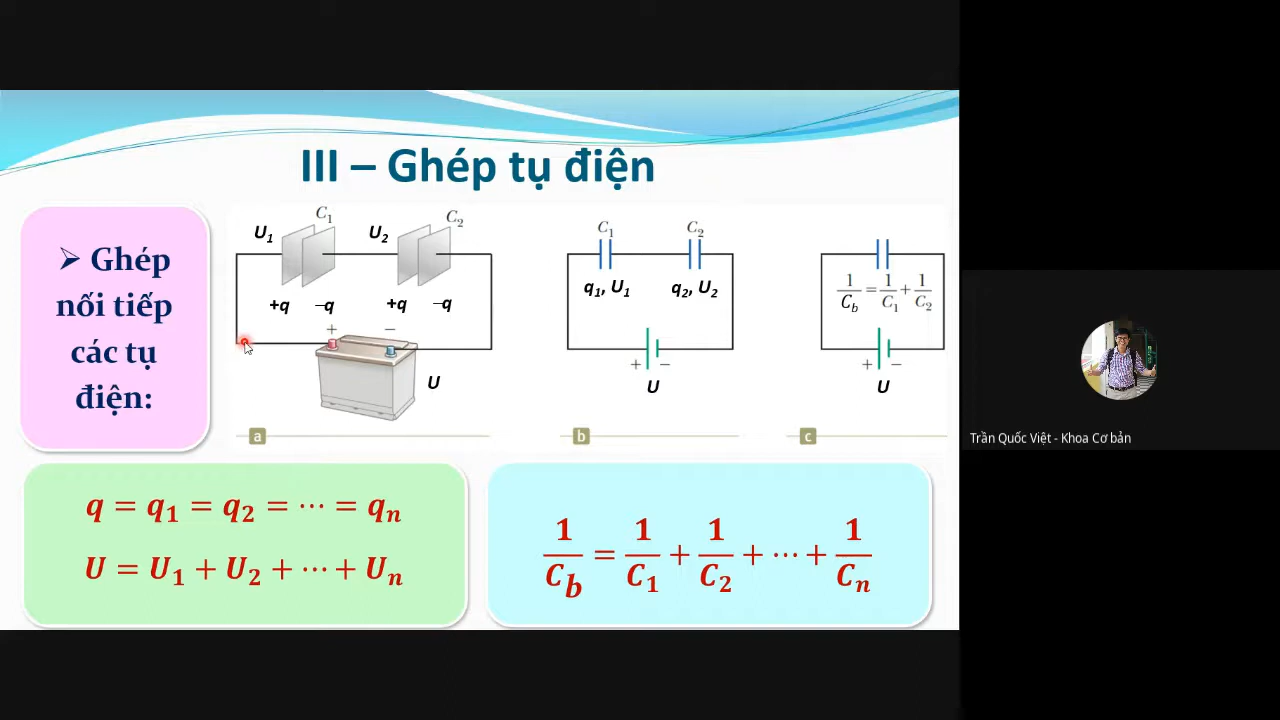 III – Ghép tụ điện
➢ Ghép
nối tiếp
các tụ
điện:
U₁ C₁ U₂ C₂
+q –q +q –q
+ –
U
a
C₁ C₂
q₁, U₁ q₂, U₂
+ –
U
b
1/C_b = 1/C₁ + 1/C₂
+ –
U
c
q = q₁ = q₂ = ⋯ = qₙ
U = U₁ + U₂ + ⋯ + Uₙ
1/C_b = 1/C₁ + 1/C₂ + ⋯ + 1/Cₙ
Trần Quốc Việt - Khoa Cơ bản